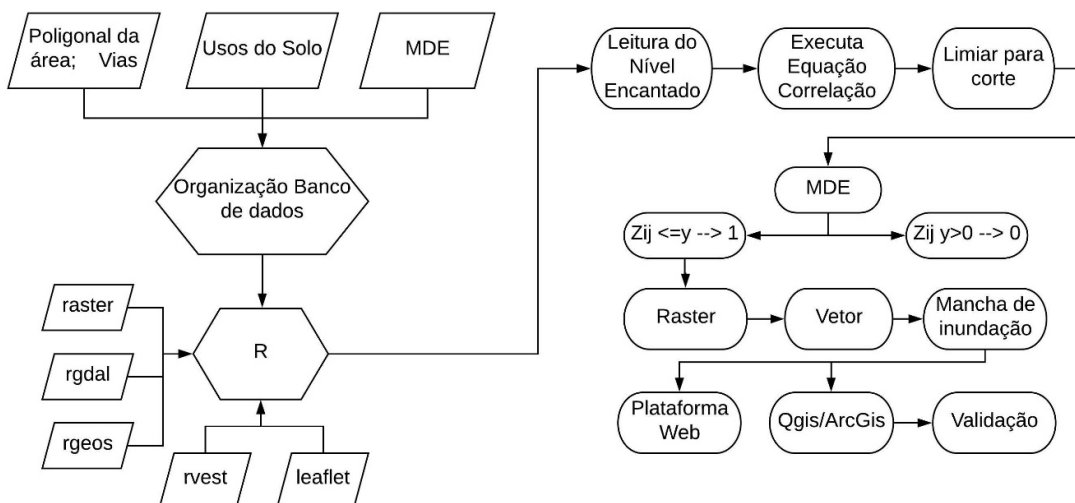 Poligonal da
área; Vias
Usos do Solo
MDE
Organização Banco
de dados
raster
rgdal
rgeos
R
rvest
leaflet
Leitura do
Nível
Encantado
Executa
Equação
Correlação
Limiar para
corte
MDE
Zij <=y --> 1
Zij y>0 --> 0
Raster
Vetor
Mancha de
inundação
Plataforma
Web
Qgis/ArcGis
Validação